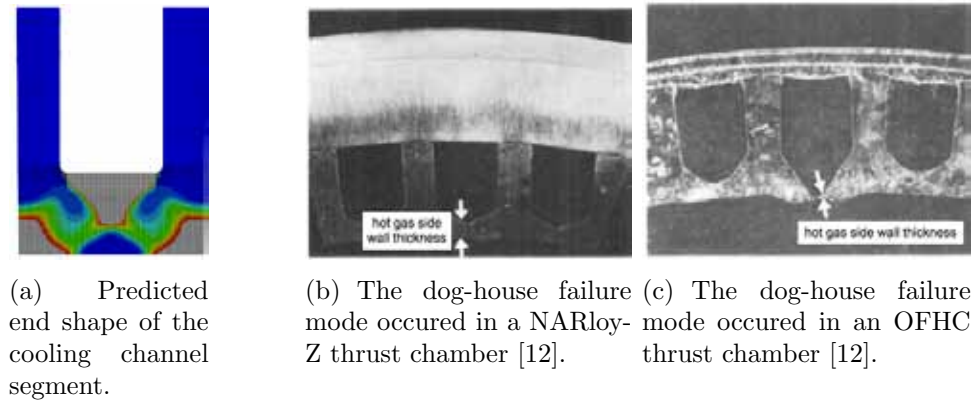 hot gas side
wall thickness
hot gas side wall thickness
(a) Predicted
end shape of the
cooling channel
segment.
(b) The dog-house failure
mode occured in a NARloy-
Z thrust chamber [12].
(c) The dog-house failure
mode occured in an OFHC
thrust chamber [12].